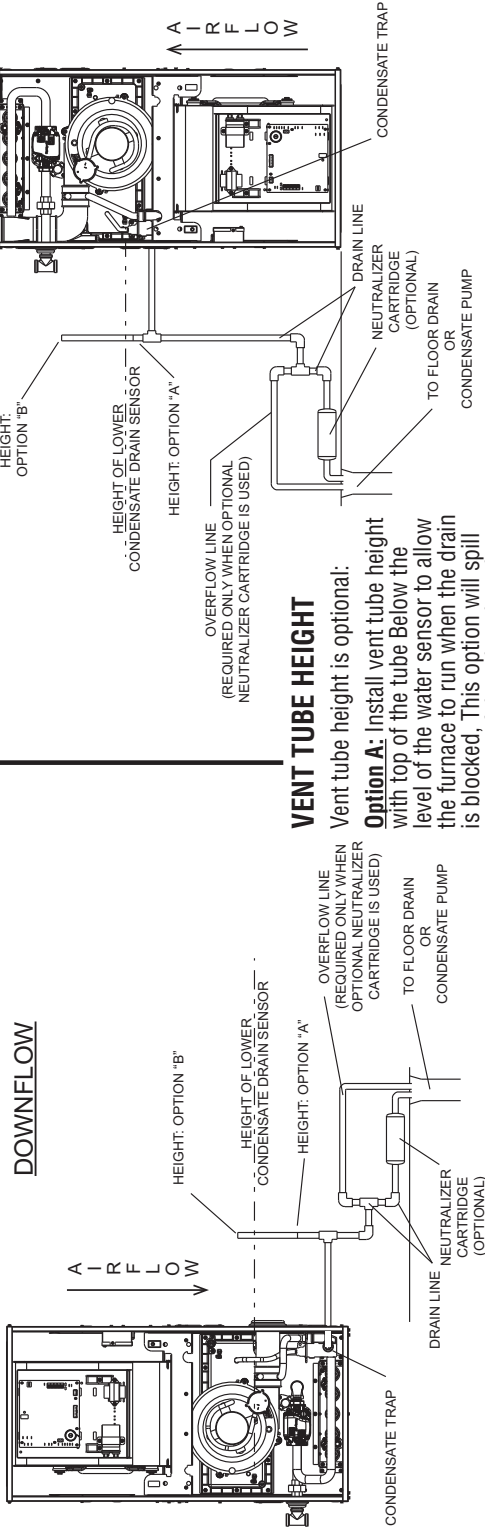 DOWNFLOW
AIRFLOW
HEIGHT: OPTION "B"
HEIGHT OF LOWER
CONDENSATE DRAIN SENSOR
HEIGHT: OPTION "A"
OVERFLOW LINE
(REQUIRED ONLY WHEN
OPTIONAL NEUTRALIZER
CARTRIDGE IS USED)
TO FLOOR DRAIN
OR
CONDENSATE PUMP
DRAIN LINE
NEUTRALIZER
CARTRIDGE
(OPTIONAL)
CONDENSATE TRAP
HEIGHT:
OPTION "B"
HEIGHT OF LOWER
CONDENSATE DRAIN SENSOR
HEIGHT: OPTION "A"
OVERFLOW LINE
(REQUIRED ONLY WHEN OPTIONAL
NEUTRALIZER CARTRIDGE IS USED)
AIRFLOW
CONDENSATE TRAP
DRAIN LINE
NEUTRALIZER
CARTRIDGE
(OPTIONAL)
TO FLOOR DRAIN
OR
CONDENSATE PUMP
VENT TUBE HEIGHT
Vent tube height is optional:
Option A: Install vent tube height
with top of the tube Below the
level of the water sensor to allow
the furnace to run when the drain
is blocked, This option will spill